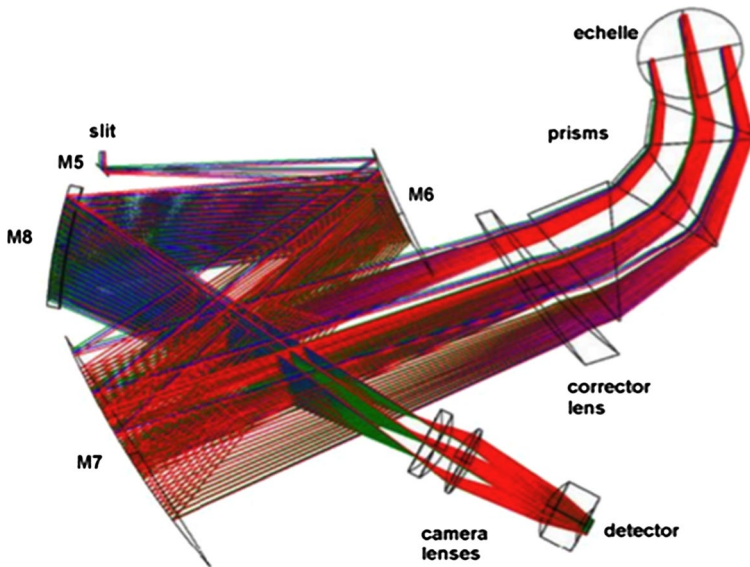 echelle
slit
M5
prisms
M6
M8
corrector
lens
M7
camera
lenses
detector